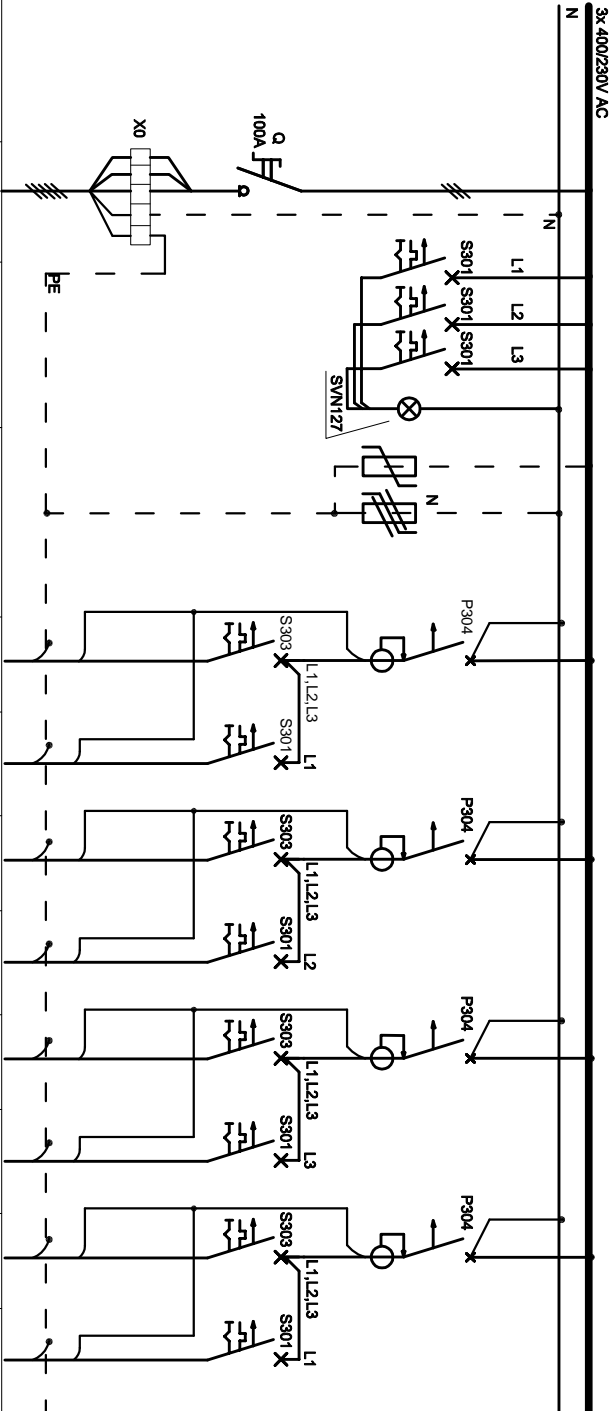 3x 400/230V AC
N
Q
100A
X0
N
PE
L1
L2
L3
S301
S301
S301
SVN127
N
P304
S303
L1,L2,L3
S301
L1
P304
S303
L1,L2,L3
S301
L2
P304
S303
L1,L2,L3
S301
L3
P304
S303
L1,L2,L3
S301
L1